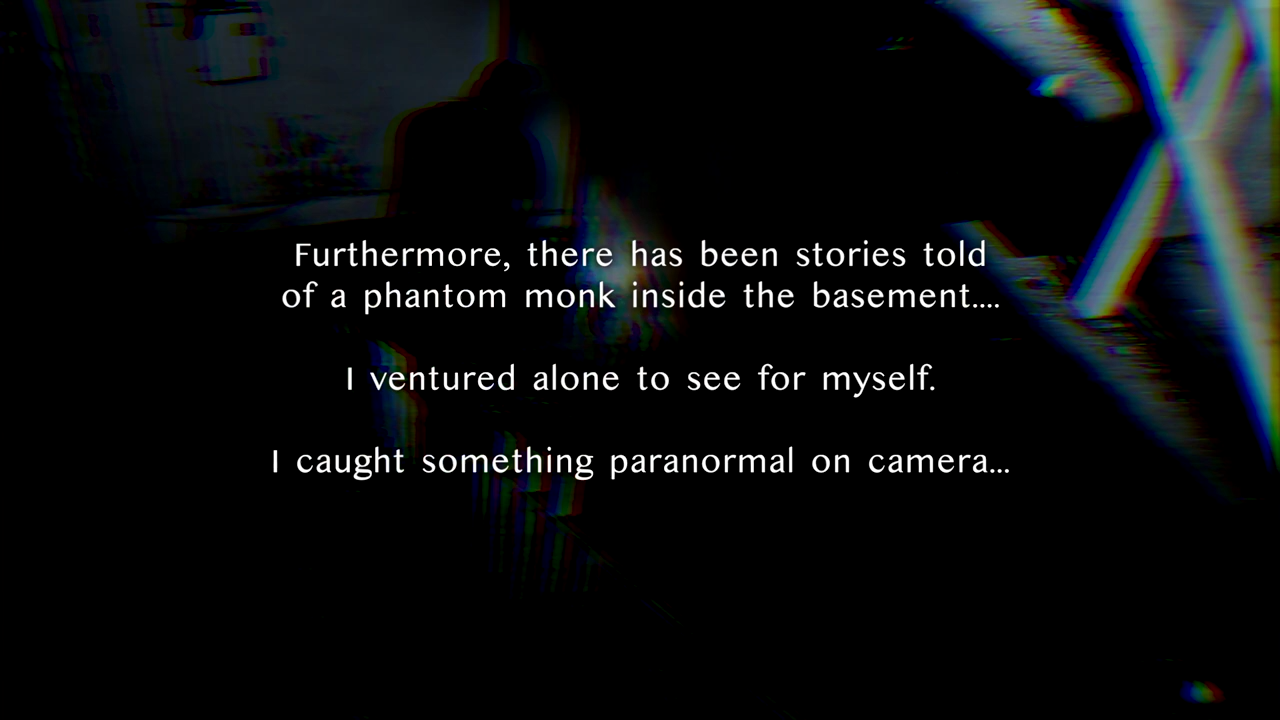 Furthermore, there has been stories told
of a phantom monk inside the basement....
I ventured alone to see for myself.
I caught something paranormal on camera...